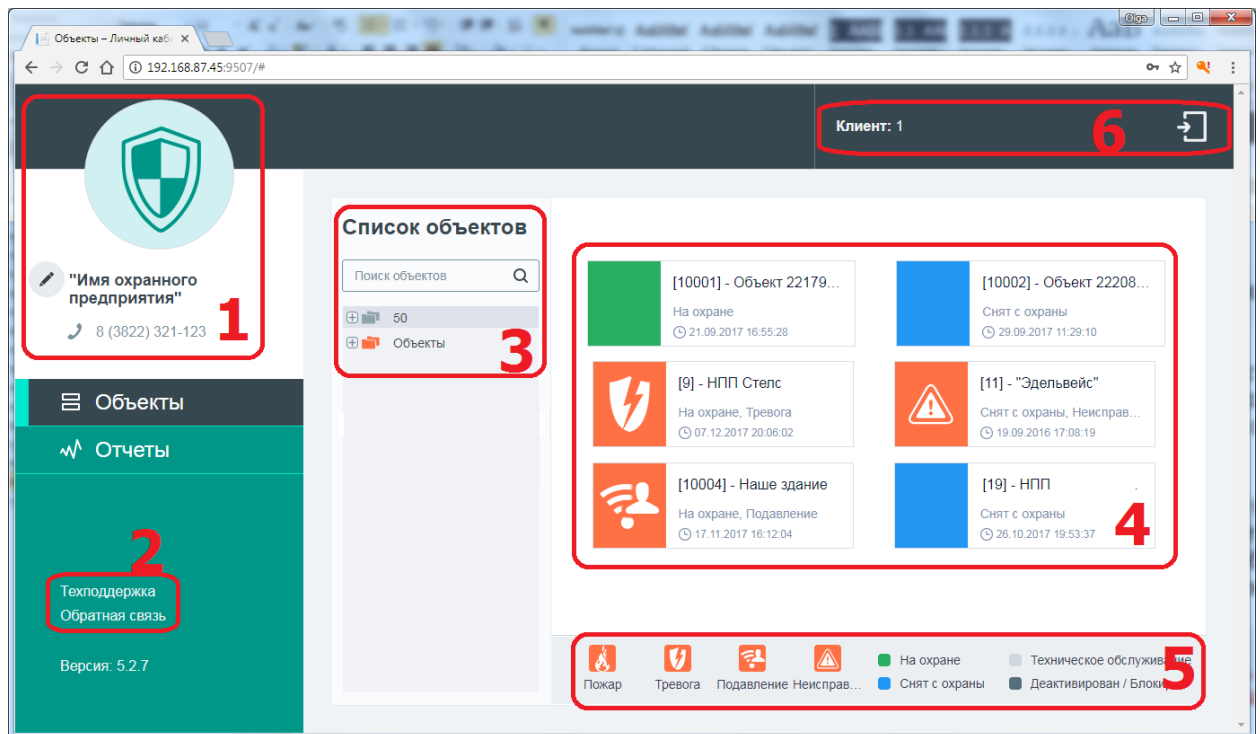 Olga
Объекты – Личный каб
192.168.87.45:9507/#
Клиент: 1
6
"Имя охранного
предприятия"
8 (3822) 321-123
1
Объекты
Отчеты
2
Техподдержка
Обратная связь
Версия: 5.2.7
Список объектов
Поиск объектов
50
Объекты
3
[10001] - Объект 22179...
На охране
21.09.2017 16:55:28
[10002] - Объект 22208...
Снят с охраны
29.09.2017 11:29:10
[9] - НПП Стелс
На охране, Тревога
07.12.2017 20:06:02
[11] - "Эдельвейс"
Снят с охраны, Неисправ...
19.09.2016 17:08:19
[10004] - Наше здание
На охране, Подавление
17.11.2017 16:12:04
[19] - НПП
Снят с охраны
26.10.2017 19:53:37
4
Пожар
Тревога
Подавление
Неисправ...
На охране
Снят с охраны
Техническое обслуживание
Деактивирован / Блокир
5